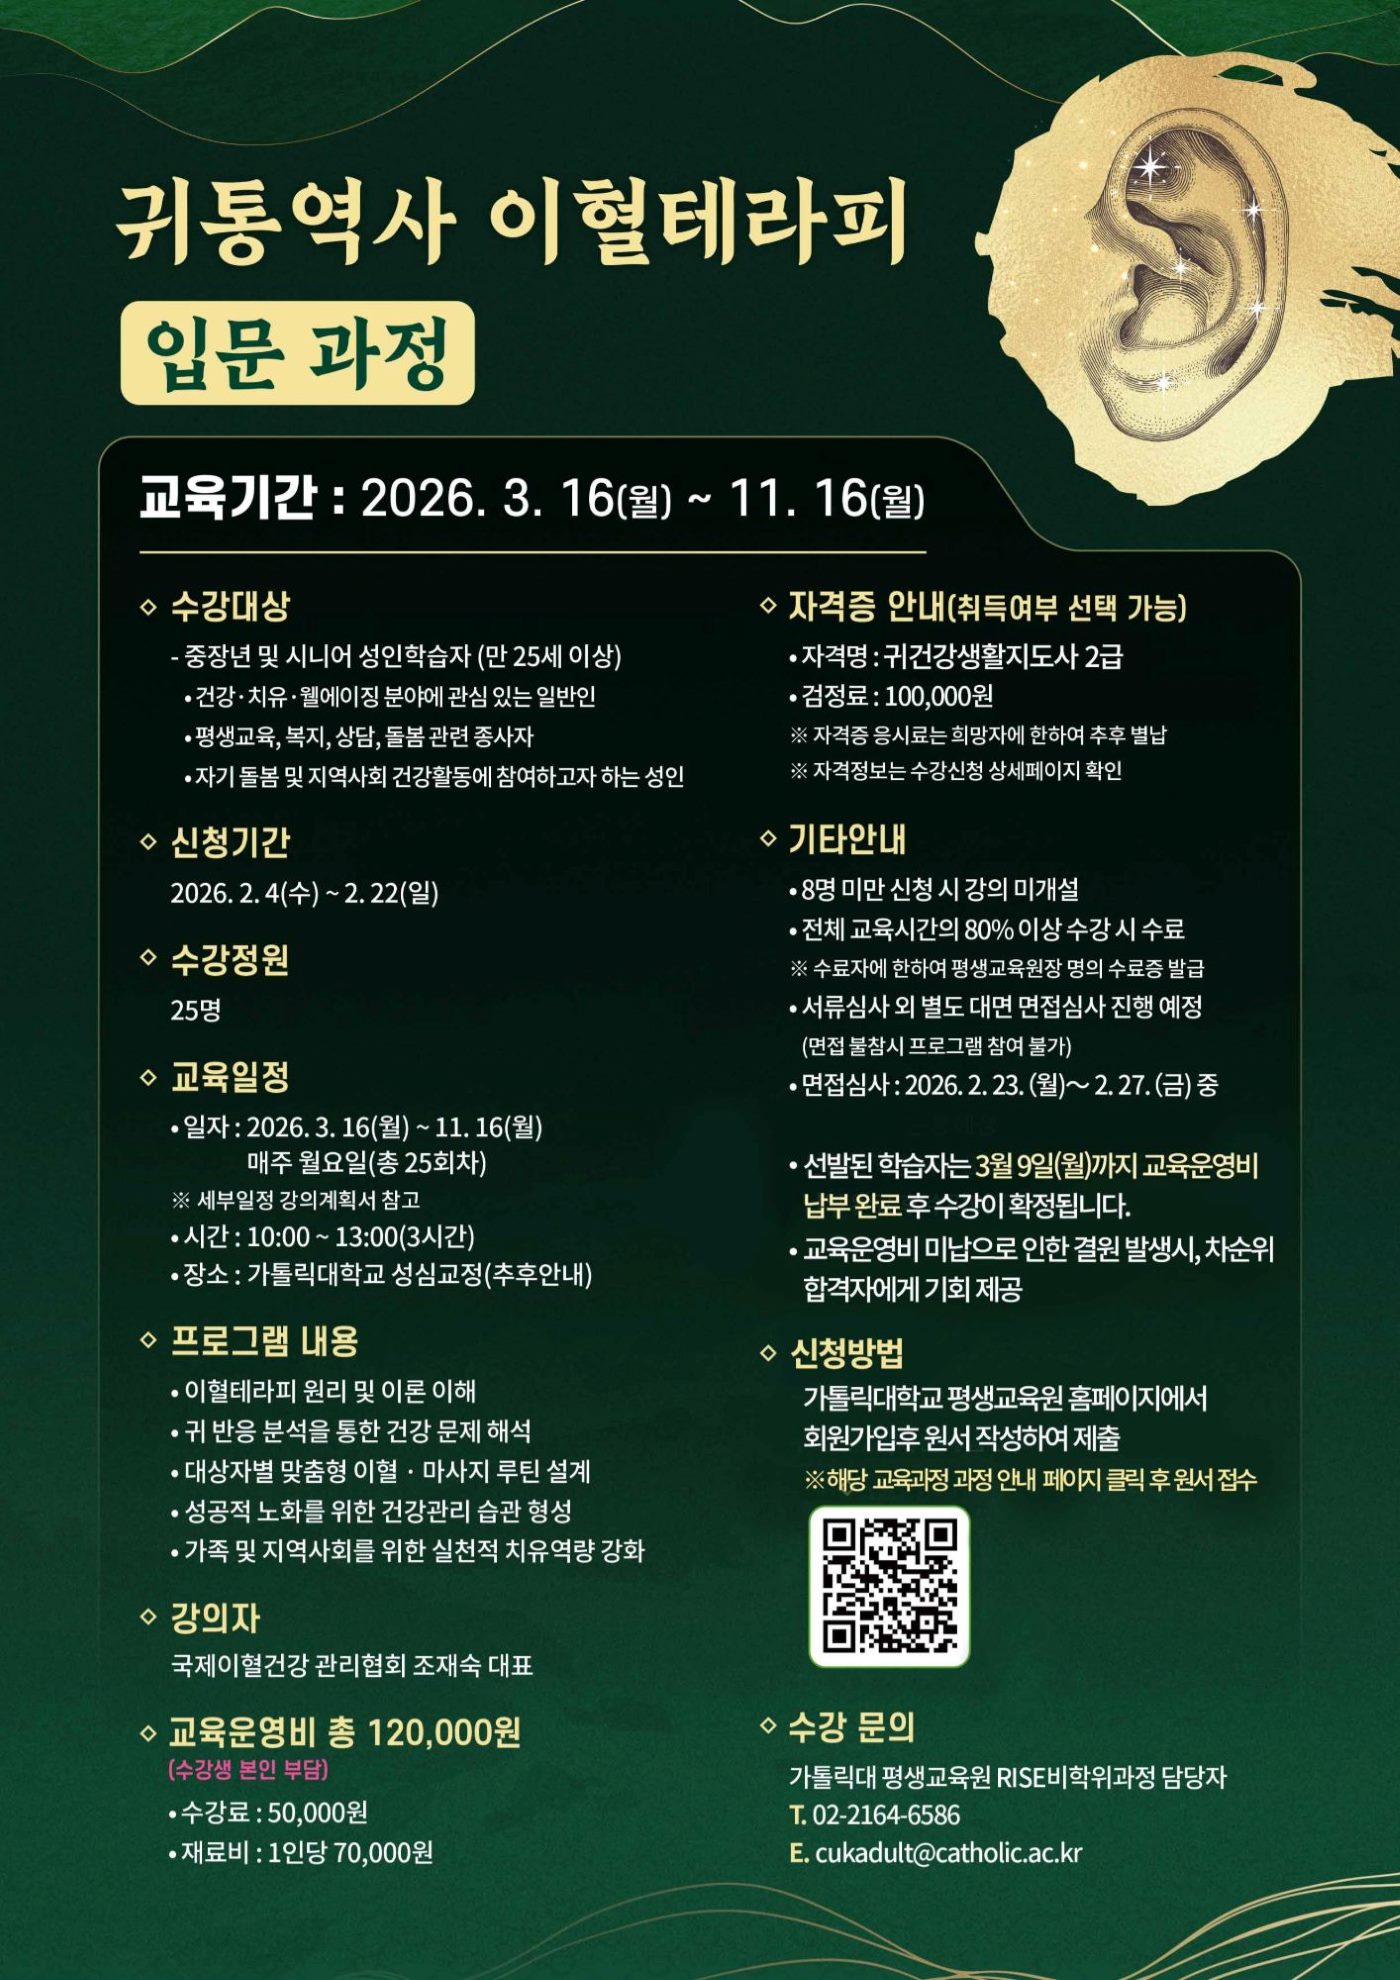 귀통역사 이혈테라피
입문 과정
교육기간 : 2026. 3. 16(월) ~ 11. 16(월)
◇ 수강대상
- 중장년 및 시니어 성인학습자 (만 25세 이상)
• 건강·치유·웰에이징 분야에 관심 있는 일반인
• 평생교육, 복지, 상담, 돌봄 관련 종사자
• 자기 돌봄 및 지역사회 건강활동에 참여하고자 하는 성인
◇ 신청기간
2026. 2. 4(수) ~ 2. 22(일)
◇ 수강정원
25명
◇ 교육일정
• 일자 : 2026. 3. 16(월) ~ 11. 16(월)
매주 월요일(총 25회차)
※ 세부일정 강의계획서 참고
• 시간 : 10:00 ~ 13:00(3시간)
• 장소 : 가톨릭대학교 성심교정(추후안내)
◇ 프로그램 내용
• 이혈테라피 원리 및 이론 이해
• 귀 반응 분석을 통한 건강 문제 해석
• 대상자별 맞춤형 이혈 · 마사지 루틴 설계
• 성공적 노화를 위한 건강관리 습관 형성
• 가족 및 지역사회를 위한 실천적 치유역량 강화
◇ 강의자
국제이혈건강 관리협회 조재숙 대표
◇ 교육운영비 총 120,000원
(수강생 본인 부담)
• 수강료 : 50,000원
• 재료비 : 1인당 70,000원
◇ 자격증 안내(취득여부 선택 가능)
• 자격명 : 귀건강생활지도사 2급
• 검정료 : 100,000원
※ 자격증 응시료는 희망자에 한하여 추후 별납
※ 자격정보는 수강신청 상세페이지 확인
◇ 기타안내
• 8명 미만 신청 시 강의 미개설
• 전체 교육시간의 80% 이상 수강 시 수료
※ 수료자에 한하여 평생교육원장 명의 수료증 발급
• 서류심사 외 별도 대면 면접심사 진행 예정
(면접 불참시 프로그램 참여 불가)
• 면접심사 : 2026. 2. 23. (월)~ 2. 27. (금) 중
• 선발된 학습자는 3월 9일(월)까지 교육운영비
납부 완료 후 수강이 확정됩니다.
• 교육운영비 미납으로 인한 결원 발생시, 차순위
합격자에게 기회 제공
◇ 신청방법
가톨릭대학교 평생교육원 홈페이지에서
회원가입후 원서 작성하여 제출
※해당 교육과정 과정 안내 페이지 클릭 후 원서 접수
◇ 수강 문의
가톨릭대 평생교육원 RISE비학위과정 담당자
T. 02-2164-6586
E. cukadult@catholic.ac.kr